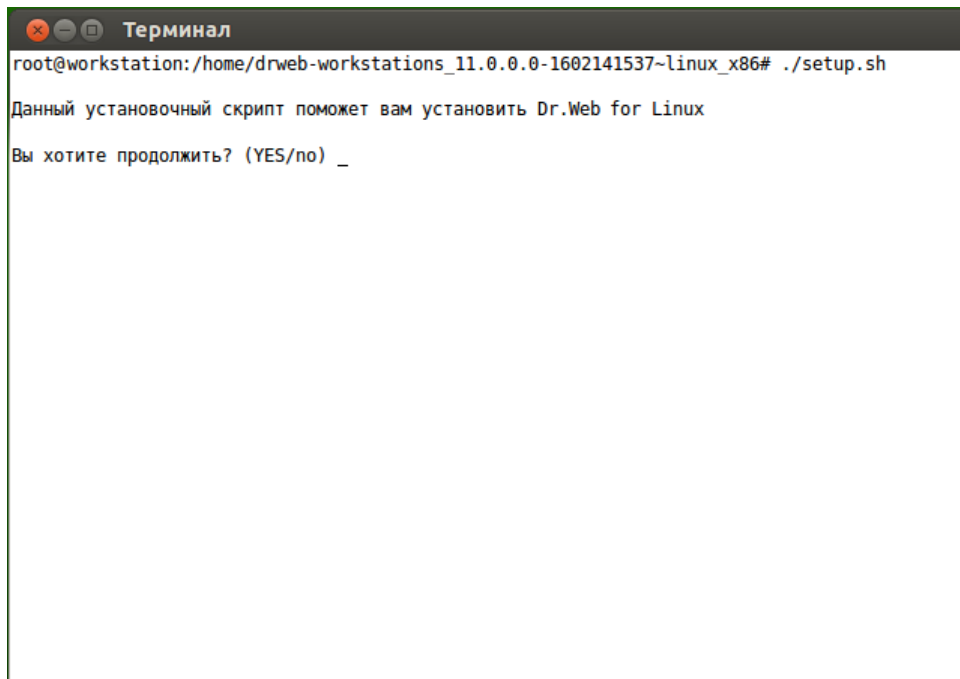 Терминал
root@workstation:/home/drweb-workstations_11.0.0.0-1602141537~linux_x86# ./setup.sh
Данный установочный скрипт поможет вам установить Dr.Web for Linux
Вы хотите продолжить? (YES/no) _